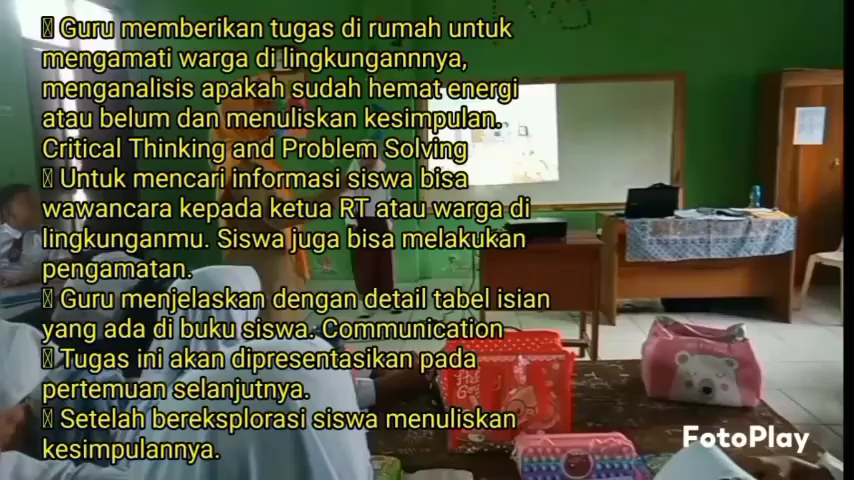 Guru memberikan tugas di rumah untuk
mengamati warga di lingkungannnya,
menganalisis apakah sudah hemat energi
atau belum dan menuliskan kesimpulan.
Critical Thinking and Problem Solving
Untuk mencari informasi siswa bisa
wawancara kepada ketua RT atau warga di
lingkunganmu. Siswa juga bisa melakukan
pengamatan.
Guru menjelaskan dengan detail tabel isian
yang ada di buku siswa. Communication
Tugas ini akan dipresentasikan pada
pertemuan selanjutnya.
Setelah bereksplorasi siswa menuliskan
kesimpulannya.
FotoPlay